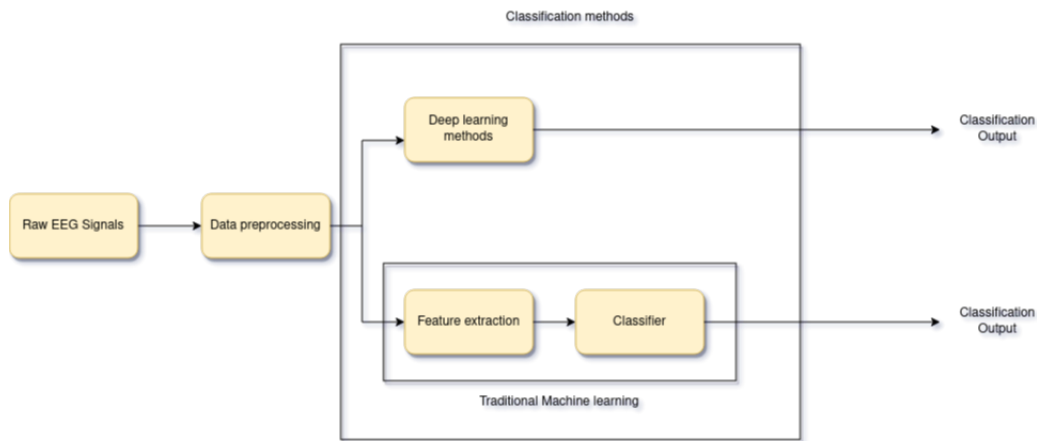 Classification methods
Deep learning
methods
Classification
Output
Raw EEG Signals
Data preprocessing
Feature extraction
Classifier
Classification
Output
Traditional Machine learning